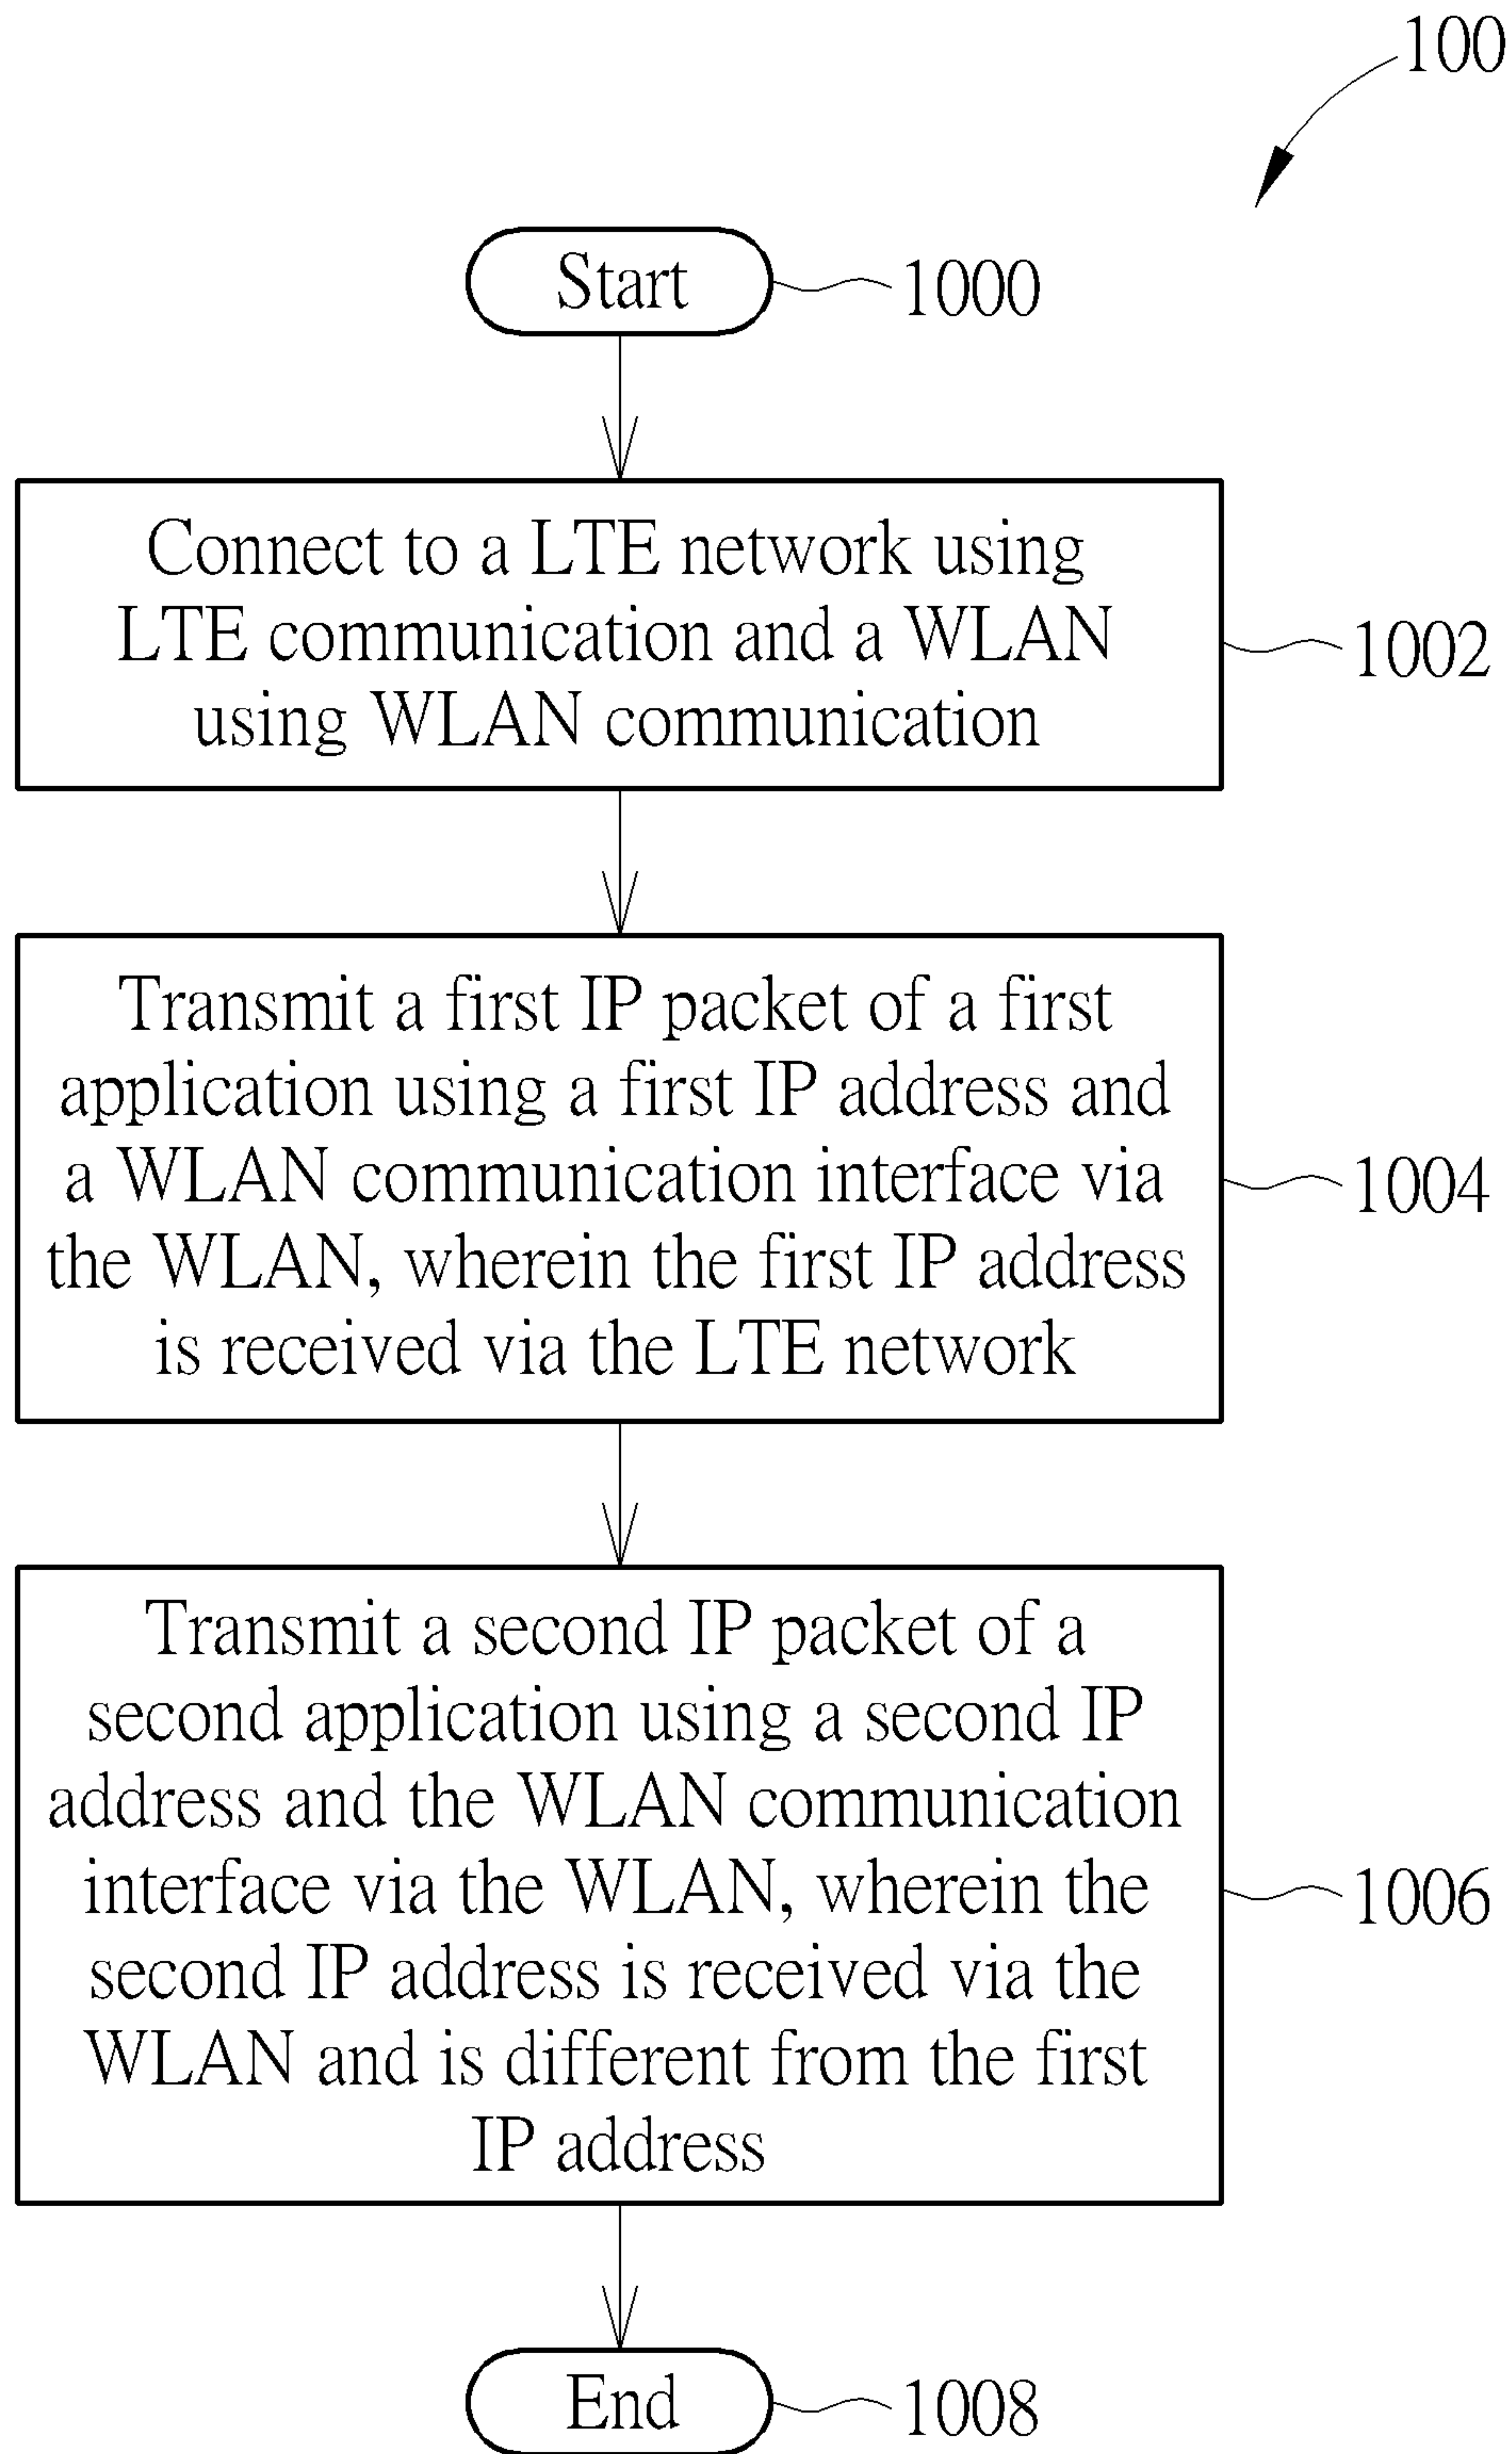 100
Start
1000
Connect to a LTE network using
LTE communication and a WLAN
using WLAN communication
1002
Transmit a first IP packet of a first
application using a first IP address and
a WLAN communication interface via
the WLAN, wherein the first IP address
is received via the LTE network
1004
Transmit a second IP packet of a
second application using a second IP
address and the WLAN communication
interface via the WLAN, wherein the
second IP address is received via the
WLAN and is different from the first
IP address
1006
End
1008